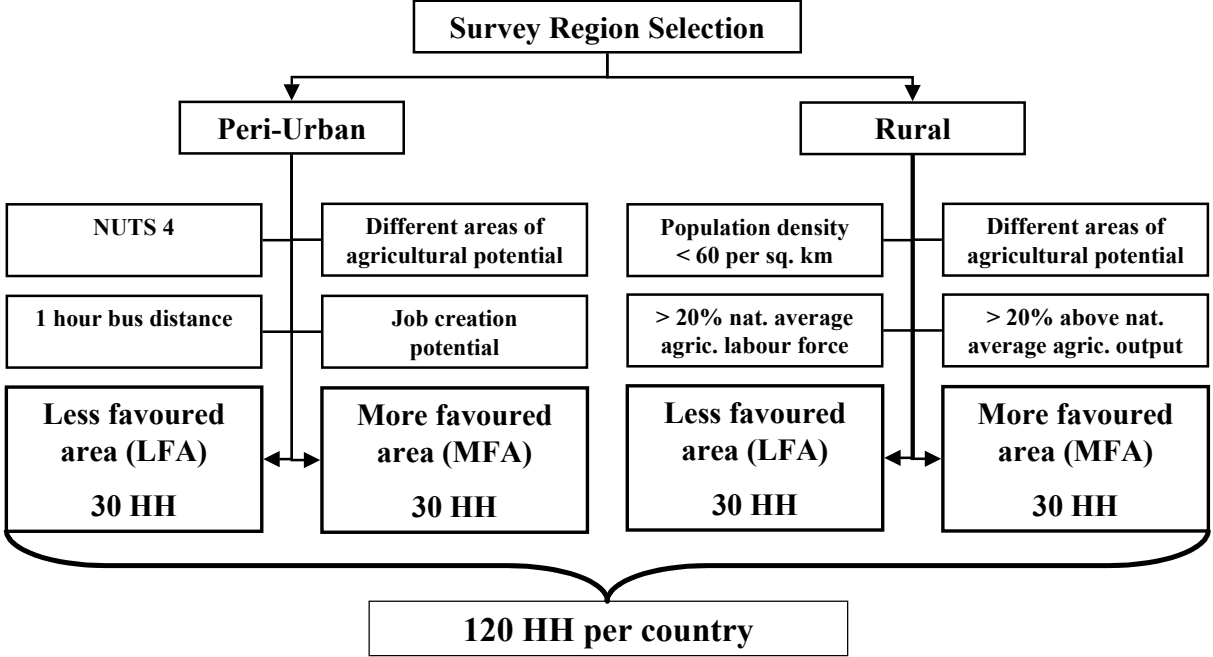 Survey Region Selection
Peri-Urban
Rural
NUTS 4
Different areas of
agricultural potential
Population density
< 60 per sq. km
Different areas of
agricultural potential
1 hour bus distance
Job creation
potential
> 20% nat. average
agric. labour force
> 20% above nat.
average agric. output
Less favoured
area (LFA)
30 HH
More favoured
area (MFA)
30 HH
Less favoured
area (LFA)
30 HH
More favoured
area (MFA)
30 HH
120 HH per country